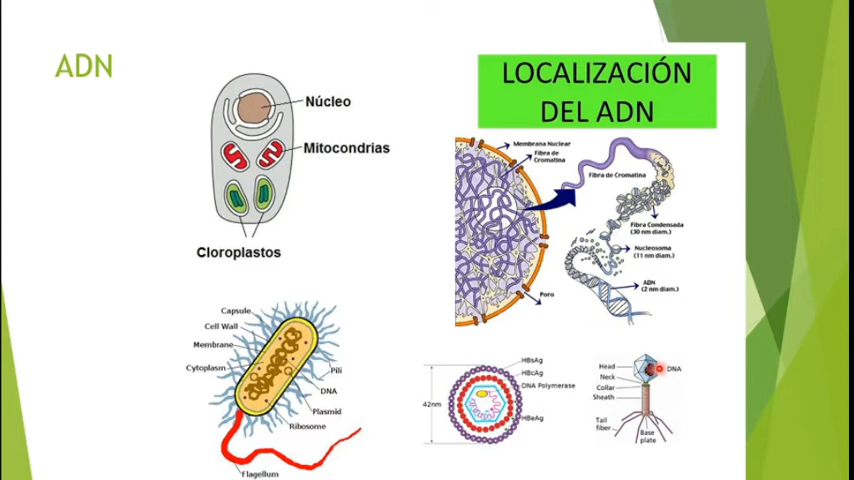 ADN
LOCALIZACIÓN
DEL ADN
Núcleo
Mitocondrias
Cloroplastos
Membrana Nuclear
Fibra de
Cromatina
Fibra de Cromatina
Fibra Condensada
(30 nm diam.)
Nucleosoma
(11 nm diam.)
ADN
(2 nm diam.)
Poro
Capsule
Cell Wall
Membrane
Cytoplasm
Pili
DNA
Plasmid
Ribosome
Flagellum
HBsAg
HBcAg
DNA Polymerase
42nm
HBeAg
Head
DNA
Neck
Collar
Sheath
Tail
fiber
Base
plate